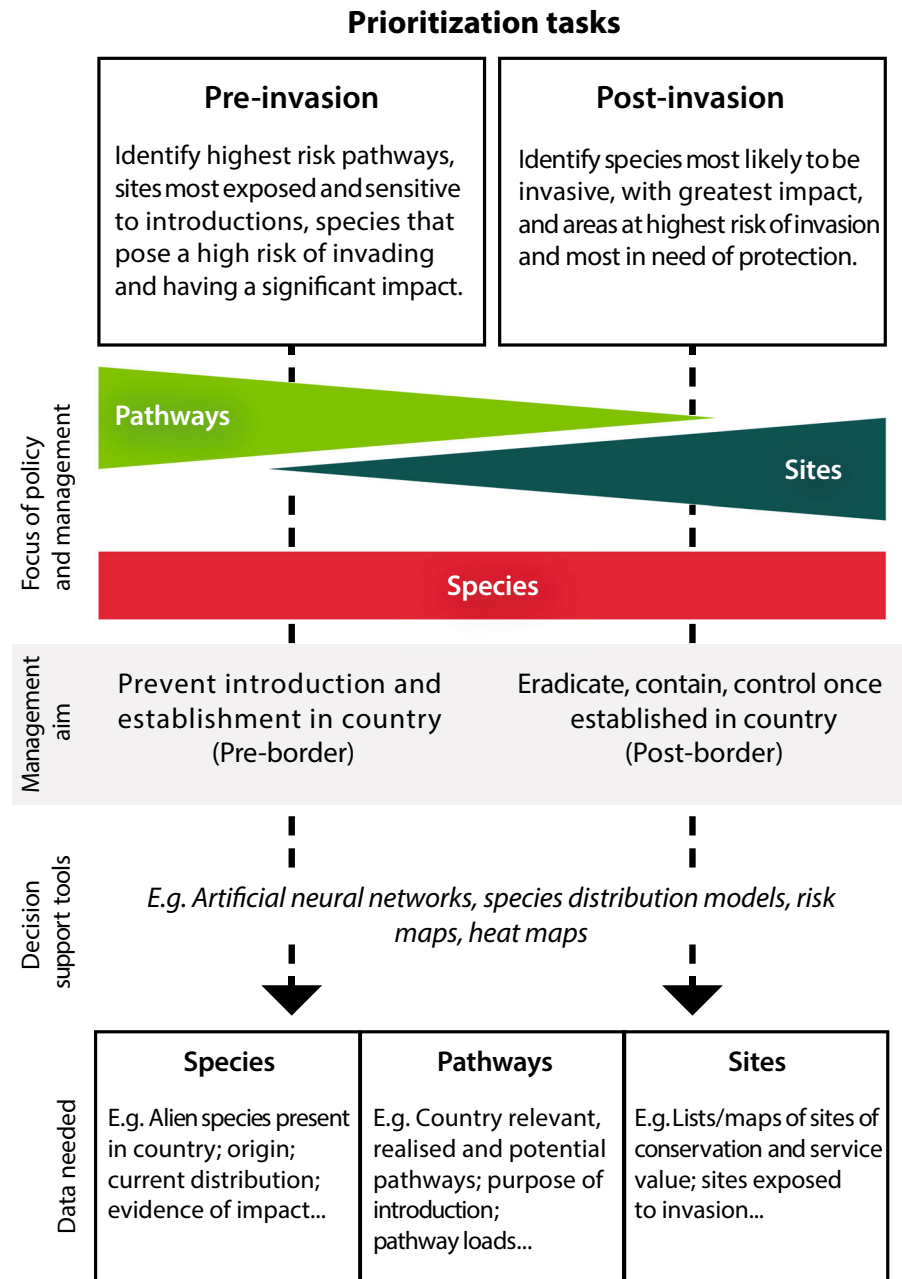 Prioritization tasks
Pre-invasion
Identify highest risk pathways,
sites most exposed and sensitive
to introductions, species that
pose a high risk of invading
and having a significant impact.
Post-invasion
Identify species most likely to be
invasive, with greatest impact,
and areas at highest risk of invasion
and most in need of protection.
Focus of policy
and management
Pathways
Sites
Species
Management
aim
Prevent introduction and
establishment in country
(Pre-border)
Eradicate, contain, control once
established in country
(Post-border)
Decision
support tools
E.g. Artificial neural networks, species distribution models, risk
maps, heat maps
Data needed
Species
E.g. Alien species present
in country; origin;
current distribution;
evidence of impact...
Pathways
E.g. Country relevant,
realised and potential
pathways; purpose of
introduction;
pathway loads...
Sites
E.g. Lists/maps of sites of
conservation and service
value; sites exposed
to invasion...